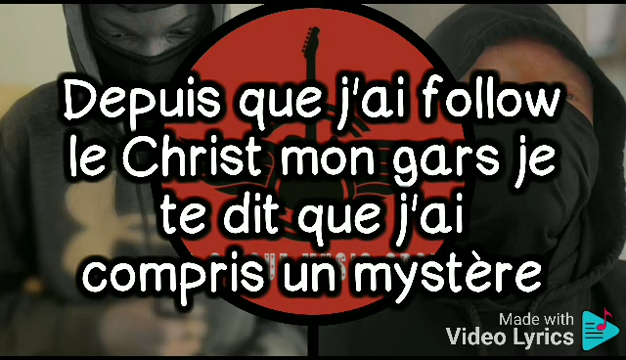 Depuis que j'ai follow
le Christ mon gars je
te dit que j'ai
compris un mystère
Made with
Video Lyrics